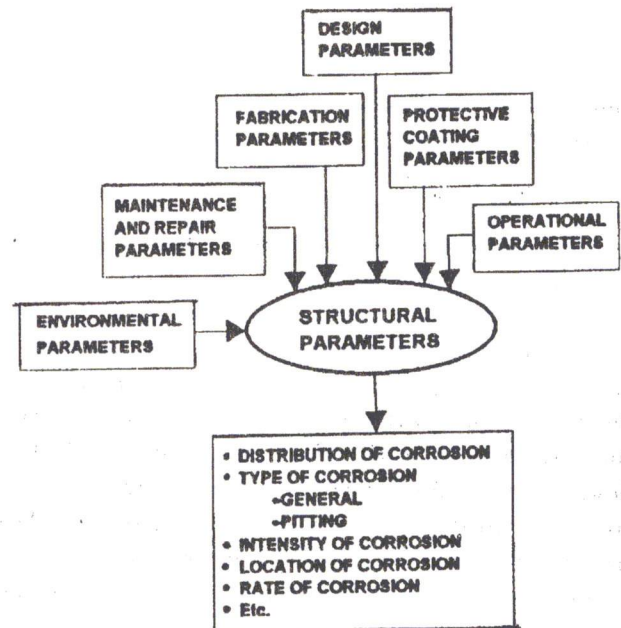 DESIGN
PARAMETERS
FABRICATION
PARAMETERS
PROTECTIVE
COATING
PARAMETERS
MAINTENANCE
AND REPAIR
PARAMETERS
OPERATIONAL
PARAMETERS
ENVIRONMENTAL
PARAMETERS
STRUCTURAL
PARAMETERS
• DISTRIBUTION OF CORROSION
• TYPE OF CORROSION
-GENERAL
-PITTING
• INTENSITY OF CORROSION
• LOCATION OF CORROSION
• RATE OF CORROSION
• Etc.